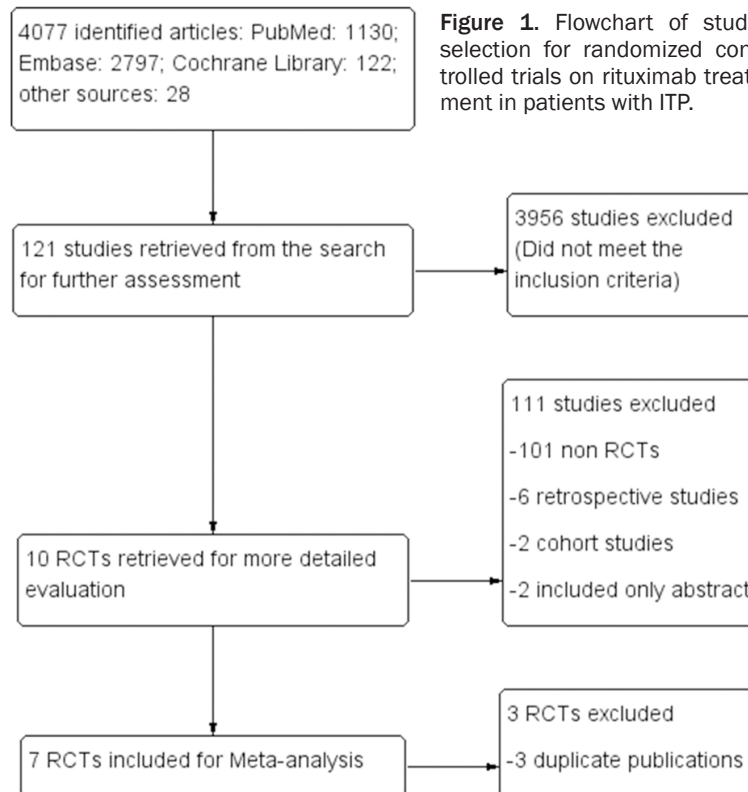 4077 identified articles: PubMed: 1130;
Embase: 2797; Cochrane Library: 122;
other sources: 28
Figure 1. Flowchart of stud
selection for randomized con
trolled trials on rituximab treat
ment in patients with ITP.
121 studies retrieved from the search
for further assessment
3956 studies excluded
(Did not meet the
inclusion criteria)
111 studies excluded
-101 non RCTs
-6 retrospective studies
-2 cohort studies
-2 included only abstract
10 RCTs retrieved for more detailed
evaluation
3 RCTs excluded
-3 duplicate publications
7 RCTs included for Meta-analysis